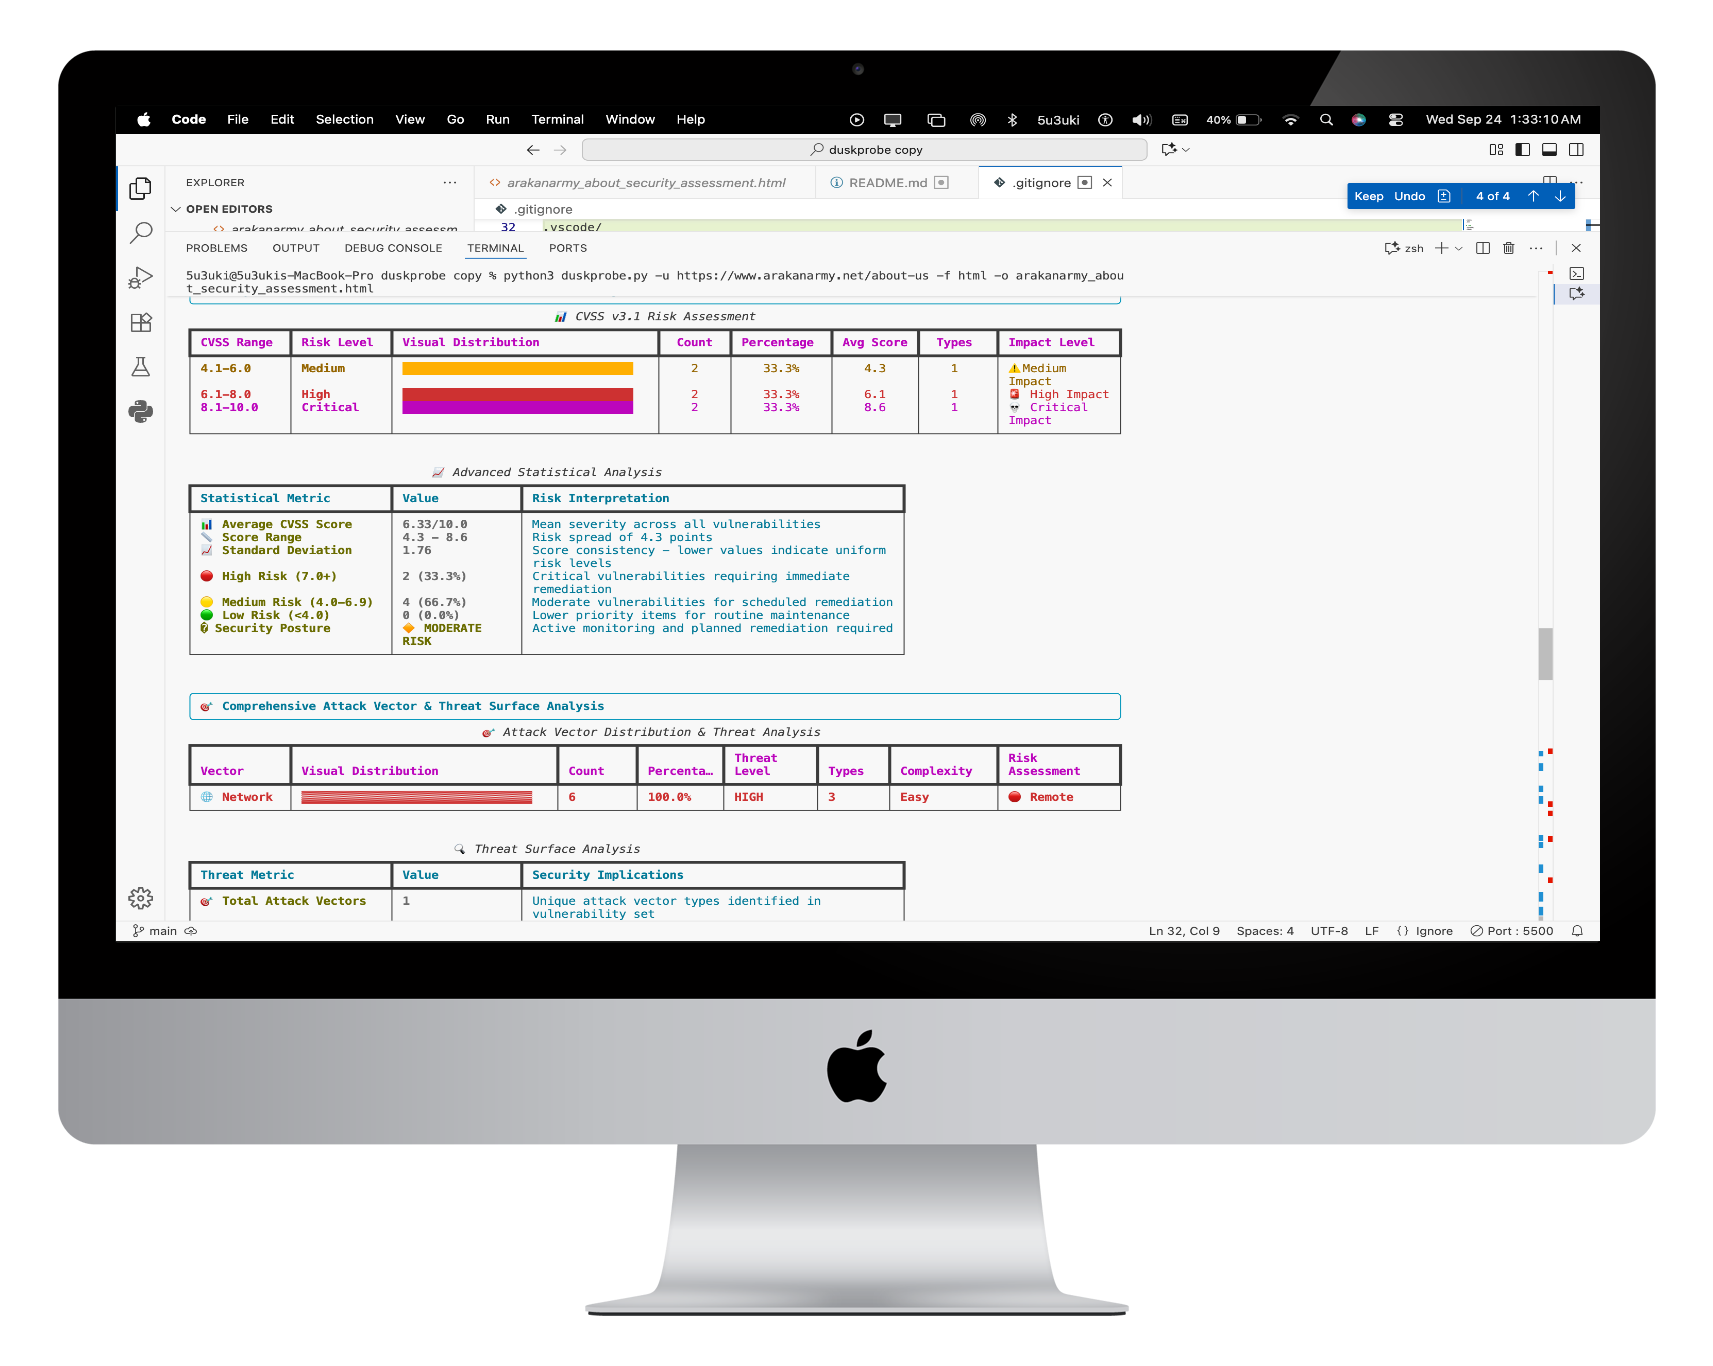 Code File Edit Selection View Go Run Terminal Window Help 5u3uki 40% Wed Sep 24 1:33:10 AM
duskprobe copy
EXPLORER
arakanarmy_about_security_assessment.html README.md .gitignore
Keep Undo 4 of 4
OPEN EDITORS
.gitignore
arakanarmy_about_security_assessm
32 .vscode/
PROBLEMS OUTPUT DEBUG CONSOLE TERMINAL PORTS
zsh
5u3uki@5u3ukis-MacBook-Pro duskprobe copy % python3 duskprobe.py -u https://www.arakanarmy.net/about-us -f html -o arakanarmy_abou
t_security_assessment.html
CVSS v3.1 Risk Assessment
CVSS Range Risk Level Visual Distribution Count Percentage Avg Score Types Impact Level
4.1-6.0 Medium 2 33.3% 4.3 1 ⚠️Medium
Impact
6.1-8.0 High 2 33.3% 6.1 1 High Impact
8.1-10.0 Critical 2 33.3% 8.6 1 Critical
Impact
Advanced Statistical Analysis
Statistical Metric Value Risk Interpretation
Average CVSS Score 6.33/10.0 Mean severity across all vulnerabilities
Score Range 4.3 - 8.6 Risk spread of 4.3 points
Standard Deviation 1.76 Score consistency - lower values indicate uniform
risk levels
High Risk (7.0+) 2 (33.3%) Critical vulnerabilities requiring immediate
remediation
Medium Risk (4.0-6.9) 4 (66.7%) Moderate vulnerabilities for scheduled remediation
Low Risk (<4.0) 0 (0.0%) Lower priority items for routine maintenance
Security Posture MODERATE Active monitoring and planned remediation required
RISK
Comprehensive Attack Vector & Threat Surface Analysis
Attack Vector Distribution & Threat Analysis
Threat Risk
Vector Visual Distribution Count Percenta… Level Types Complexity Assessment
Network 6 100.0% HIGH 3 Easy Remote
Threat Surface Analysis
Threat Metric Value Security Implications
Total Attack Vectors 1 Unique attack vector types identified in
vulnerability set
main Ln 32, Col 9 Spaces: 4 UTF-8 LF {} Ignore Port : 5500